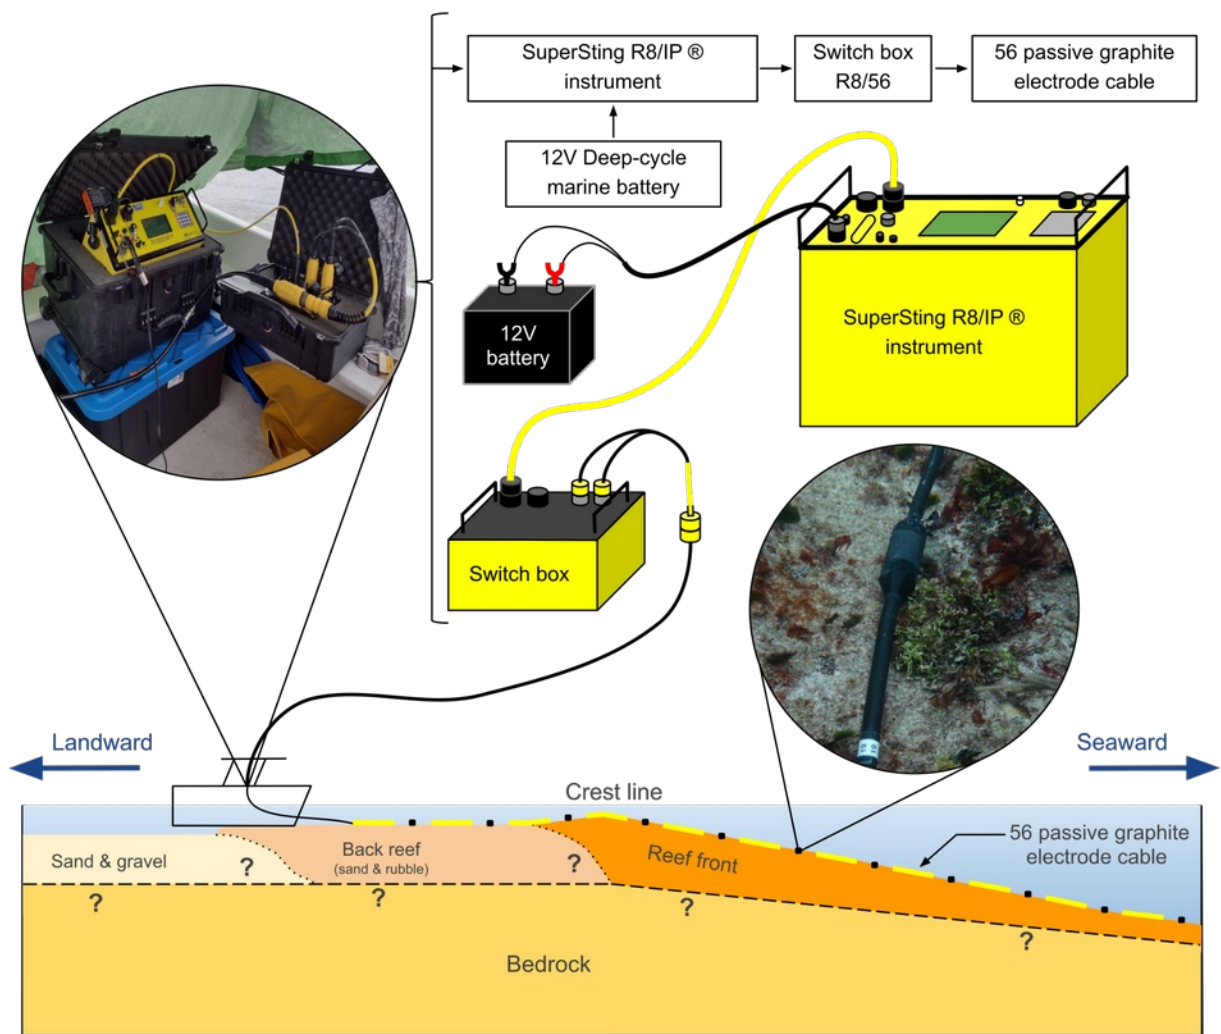 SuperSting R8/IP ®
instrument
Switch box
R8/56
56 passive graphite
electrode cable
12V Deep-cycle
marine battery
12V
battery
SuperSting R8/IP ®
instrument
Switch box
Landward
Seaward
Crest line
56 passive graphite
electrode cable
Sand & gravel
?
Back reef
(sand & rubble)
?
Reef front
?
?
?
?
Bedrock